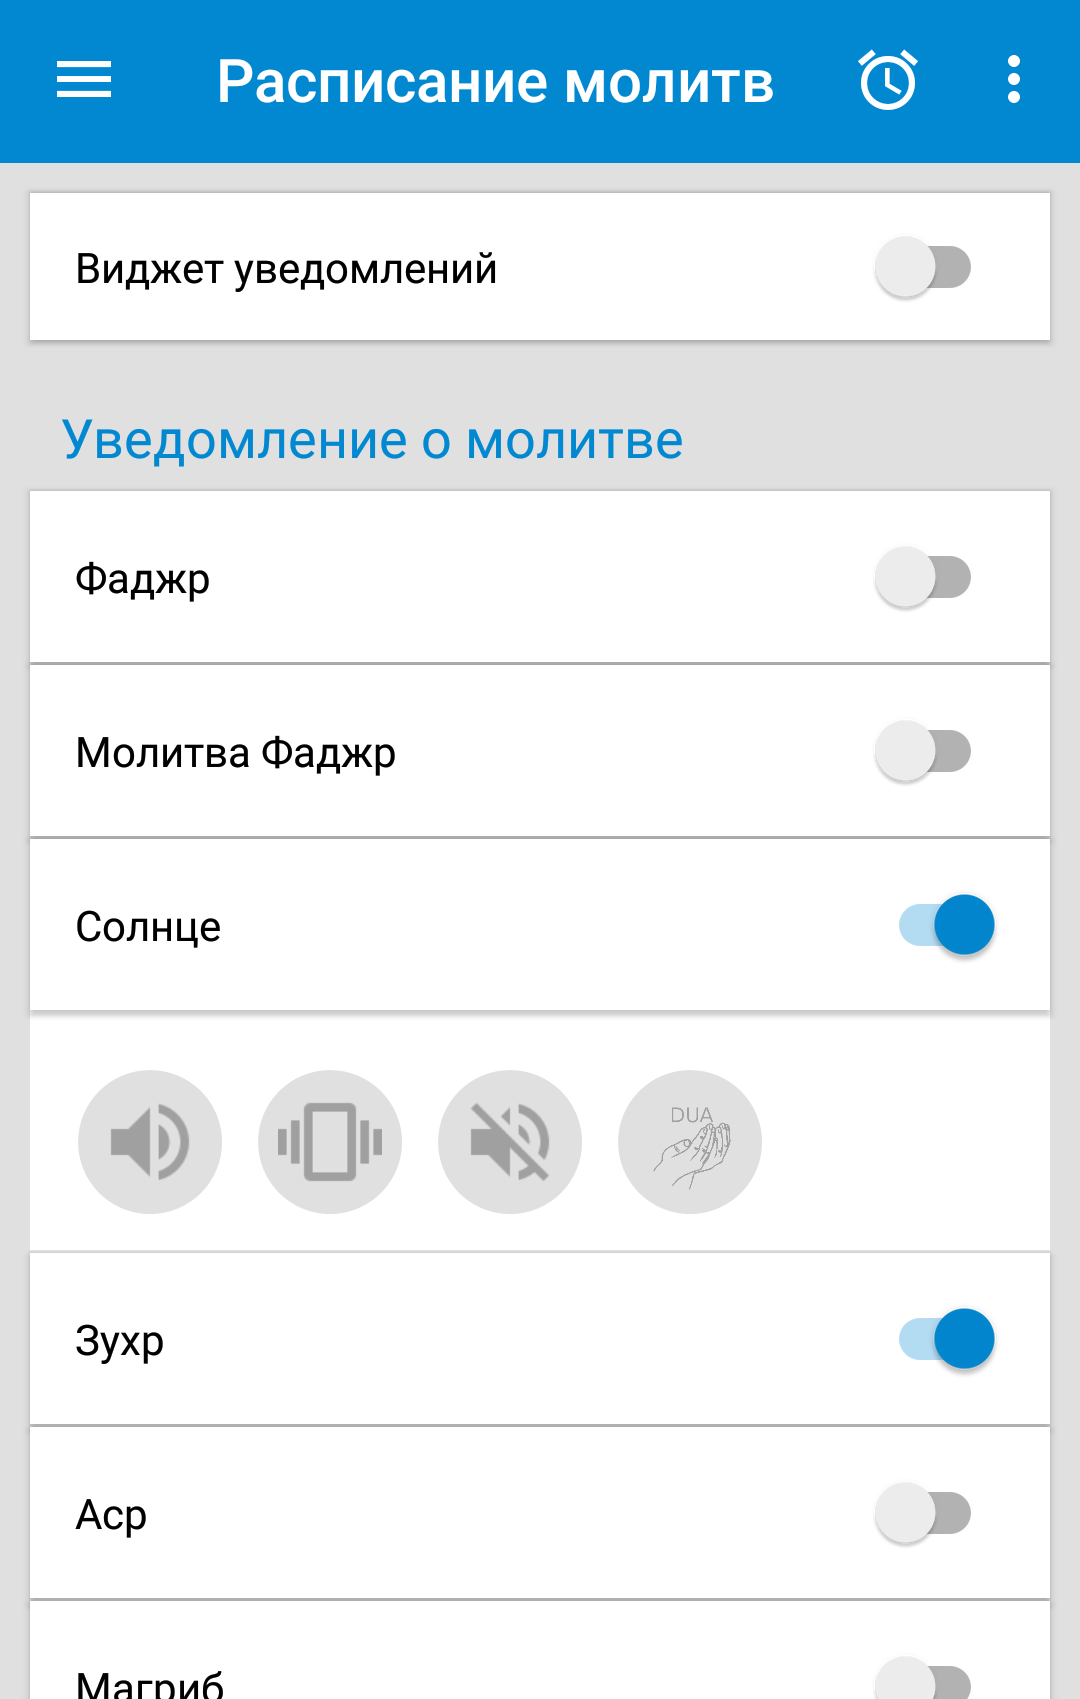 Расписание молитв
Виджет уведомлений
Уведомление о молитве
Фаджр
Молитва Фаджр
Солнце
DUA
Зухр
Аср
Магриб